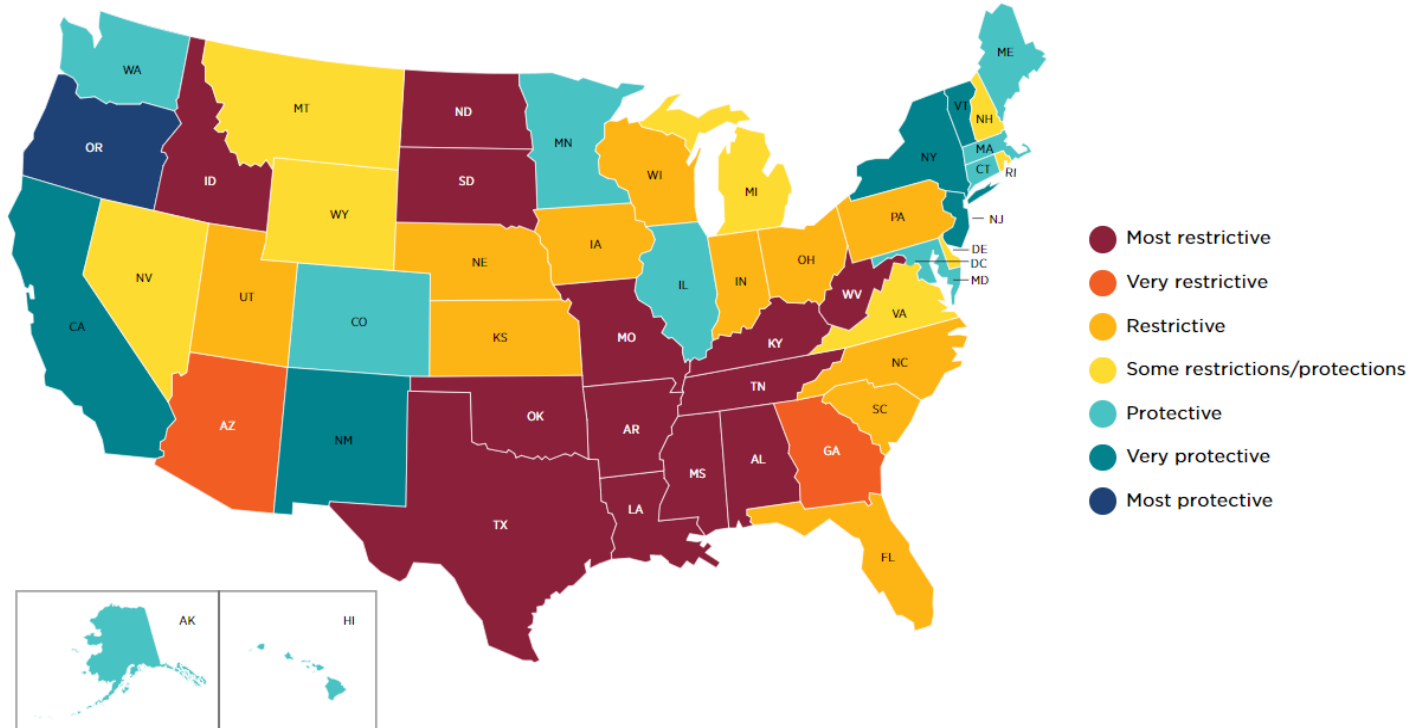 ME
WA
MT
ND
VT
NH
MN
OR
MA
NY
ID
SD
WI
CT
RI
MI
WY
PA
NJ
Most restrictive
IA
DE
NE
OH
DC
NV
IN
MD
Very restrictive
IL
UT
WV
VA
CO
CA
Restrictive
KS
MO
KY
NC
Some restrictions/protections
TN
SC
Protective
OK
AZ
AR
NM
GA
MS
AL
Very protective
LA
Most protective
TX
FL
AK
HI